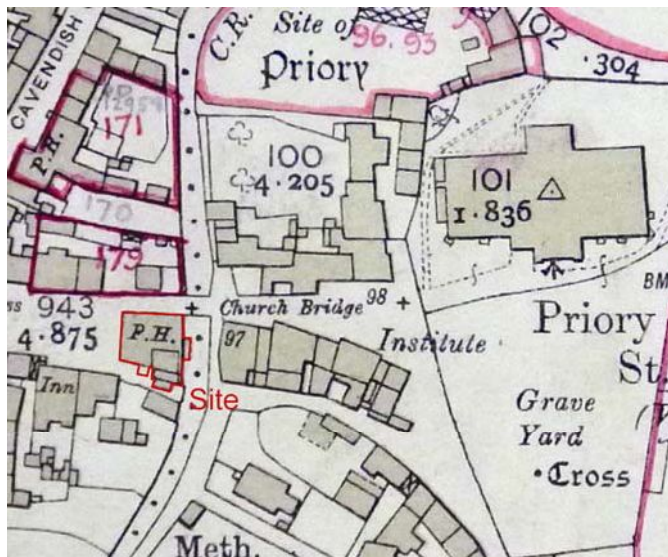 C.R.
Site of
Priory
96.93
102
.304
CAVENDISH
171
P.H.
100
4.205
101
1.836
170
179
943
4.875
Church Bridge
98
P.H.
97
Institute
BM
Priory
St.
Inn
Site
Grave
Yard
Cross
Meth.